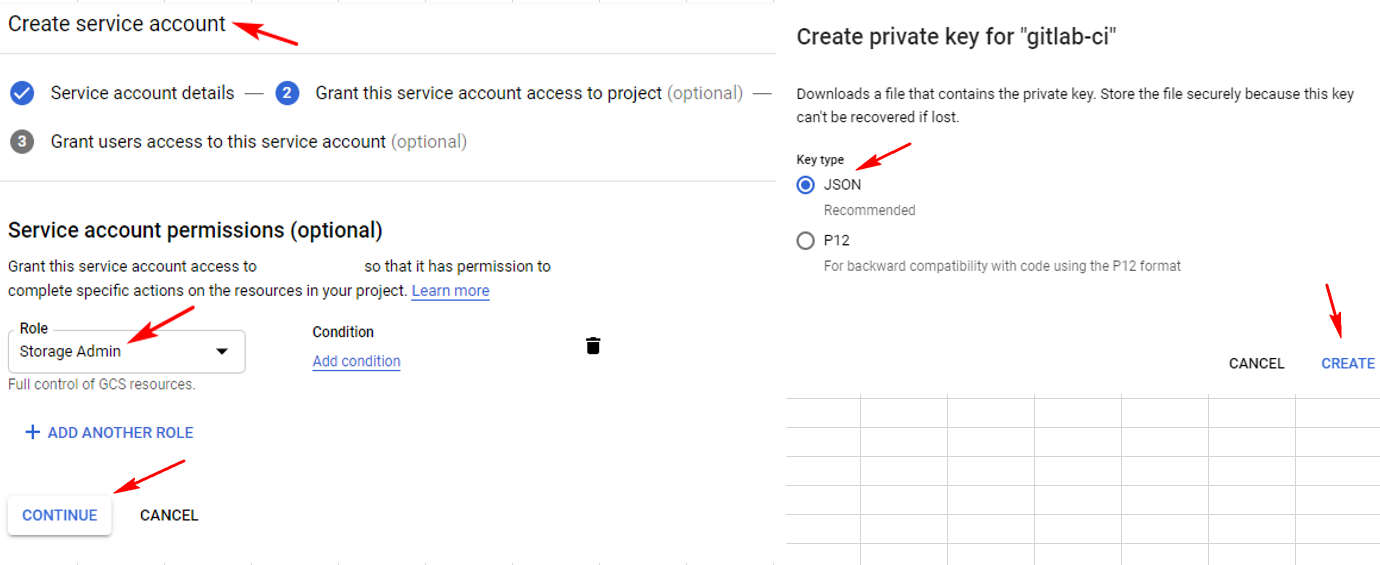 Create service account
Service account details — 2 Grant this service account access to project (optional) —
3 Grant users access to this service account (optional)
Service account permissions (optional)
Grant this service account access to so that it has permission to
complete specific actions on the resources in your project. Learn more
Role
Storage Admin
Full control of GCS resources.
Condition
Add condition
+ ADD ANOTHER ROLE
CONTINUE CANCEL
Create private key for "gitlab-ci"
Downloads a file that contains the private key. Store the file securely because this key
can't be recovered if lost.
Key type
JSON
Recommended
P12
For backward compatibility with code using the P12 format
CANCEL CREATE